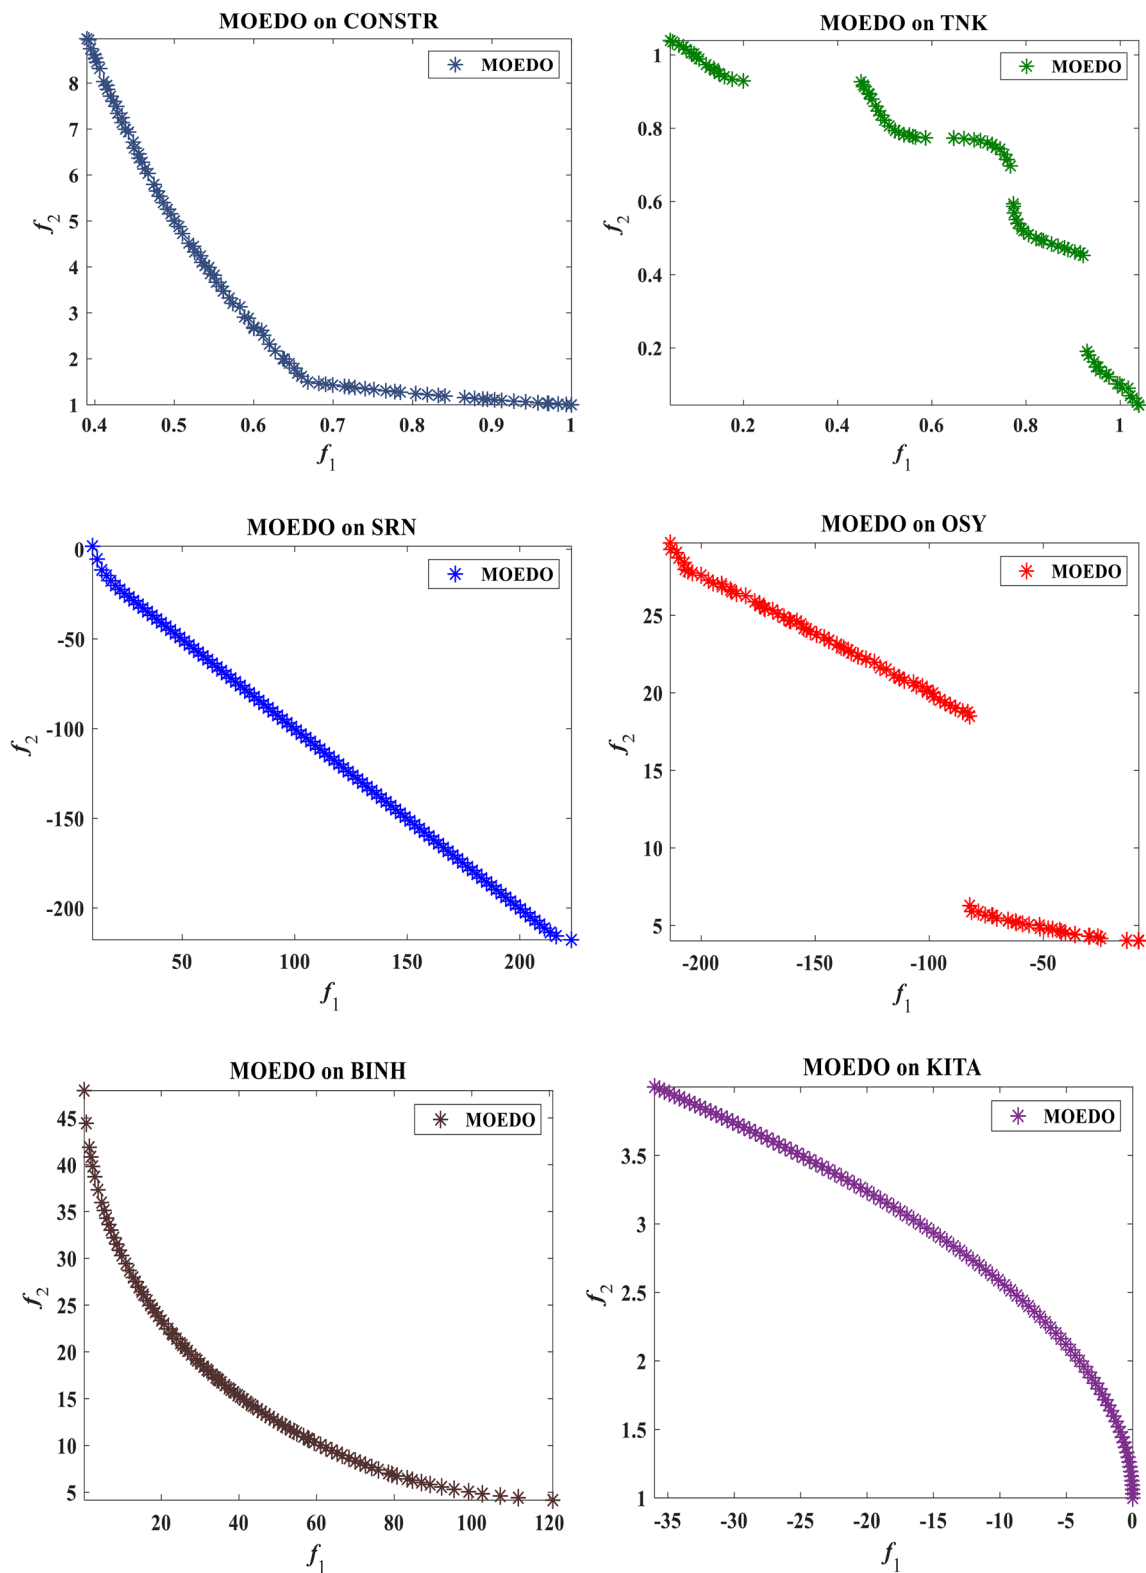 MOEDO on CONSTR
MOEDO
8
7
6
5
4
3
2
1
f2
0.4 0.5 0.6 0.7 0.8 0.9 1
f1
MOEDO on TNK
MOEDO
1
0.8
0.6
0.4
0.2
f2
0.2 0.4 0.6 0.8 1
f1
MOEDO on SRN
MOEDO
0
-50
-100
-150
-200
f2
50 100 150 200
f1
MOEDO on OSY
MOEDO
25
20
15
10
5
f2
-200 -150 -100 -50
f1
MOEDO on BINH
MOEDO
45
40
35
30
25
20
15
10
5
f2
20 40 60 80 100 120
f1
MOEDO on KITA
MOEDO
3.5
3
2.5
2
1.5
1
f2
-35 -30 -25 -20 -15 -10 -5 0
f1